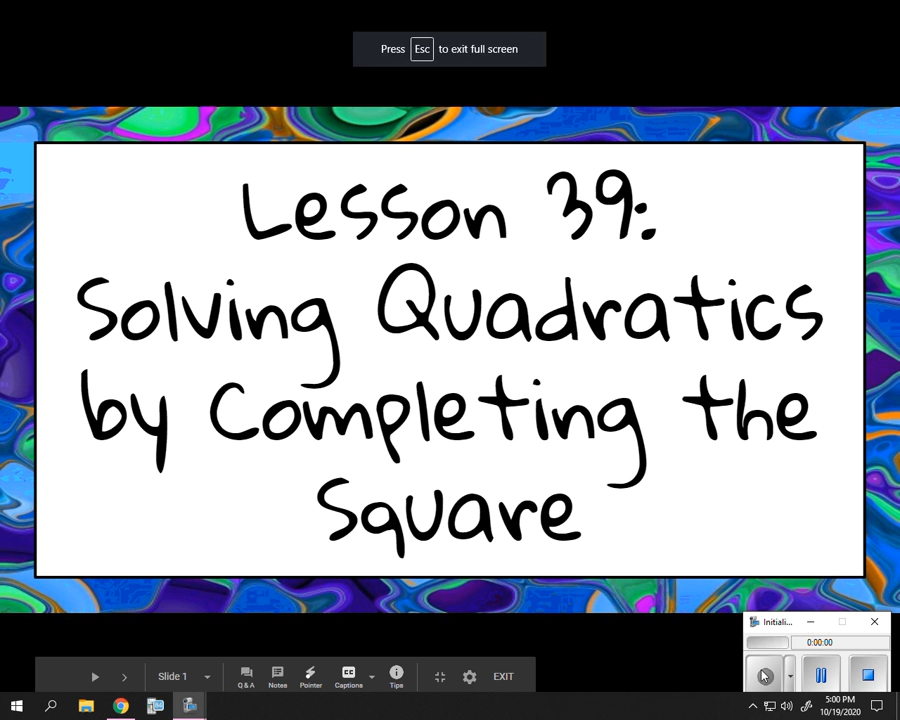 Press Esc to exit full screen
Lesson 39:
Solving Quadratics
by Completing the
Square
Initiali...
0:00:00
Slide 1
Q & A
Notes
Pointer
Captions
Tips
EXIT
5:00 PM
10/19/2020